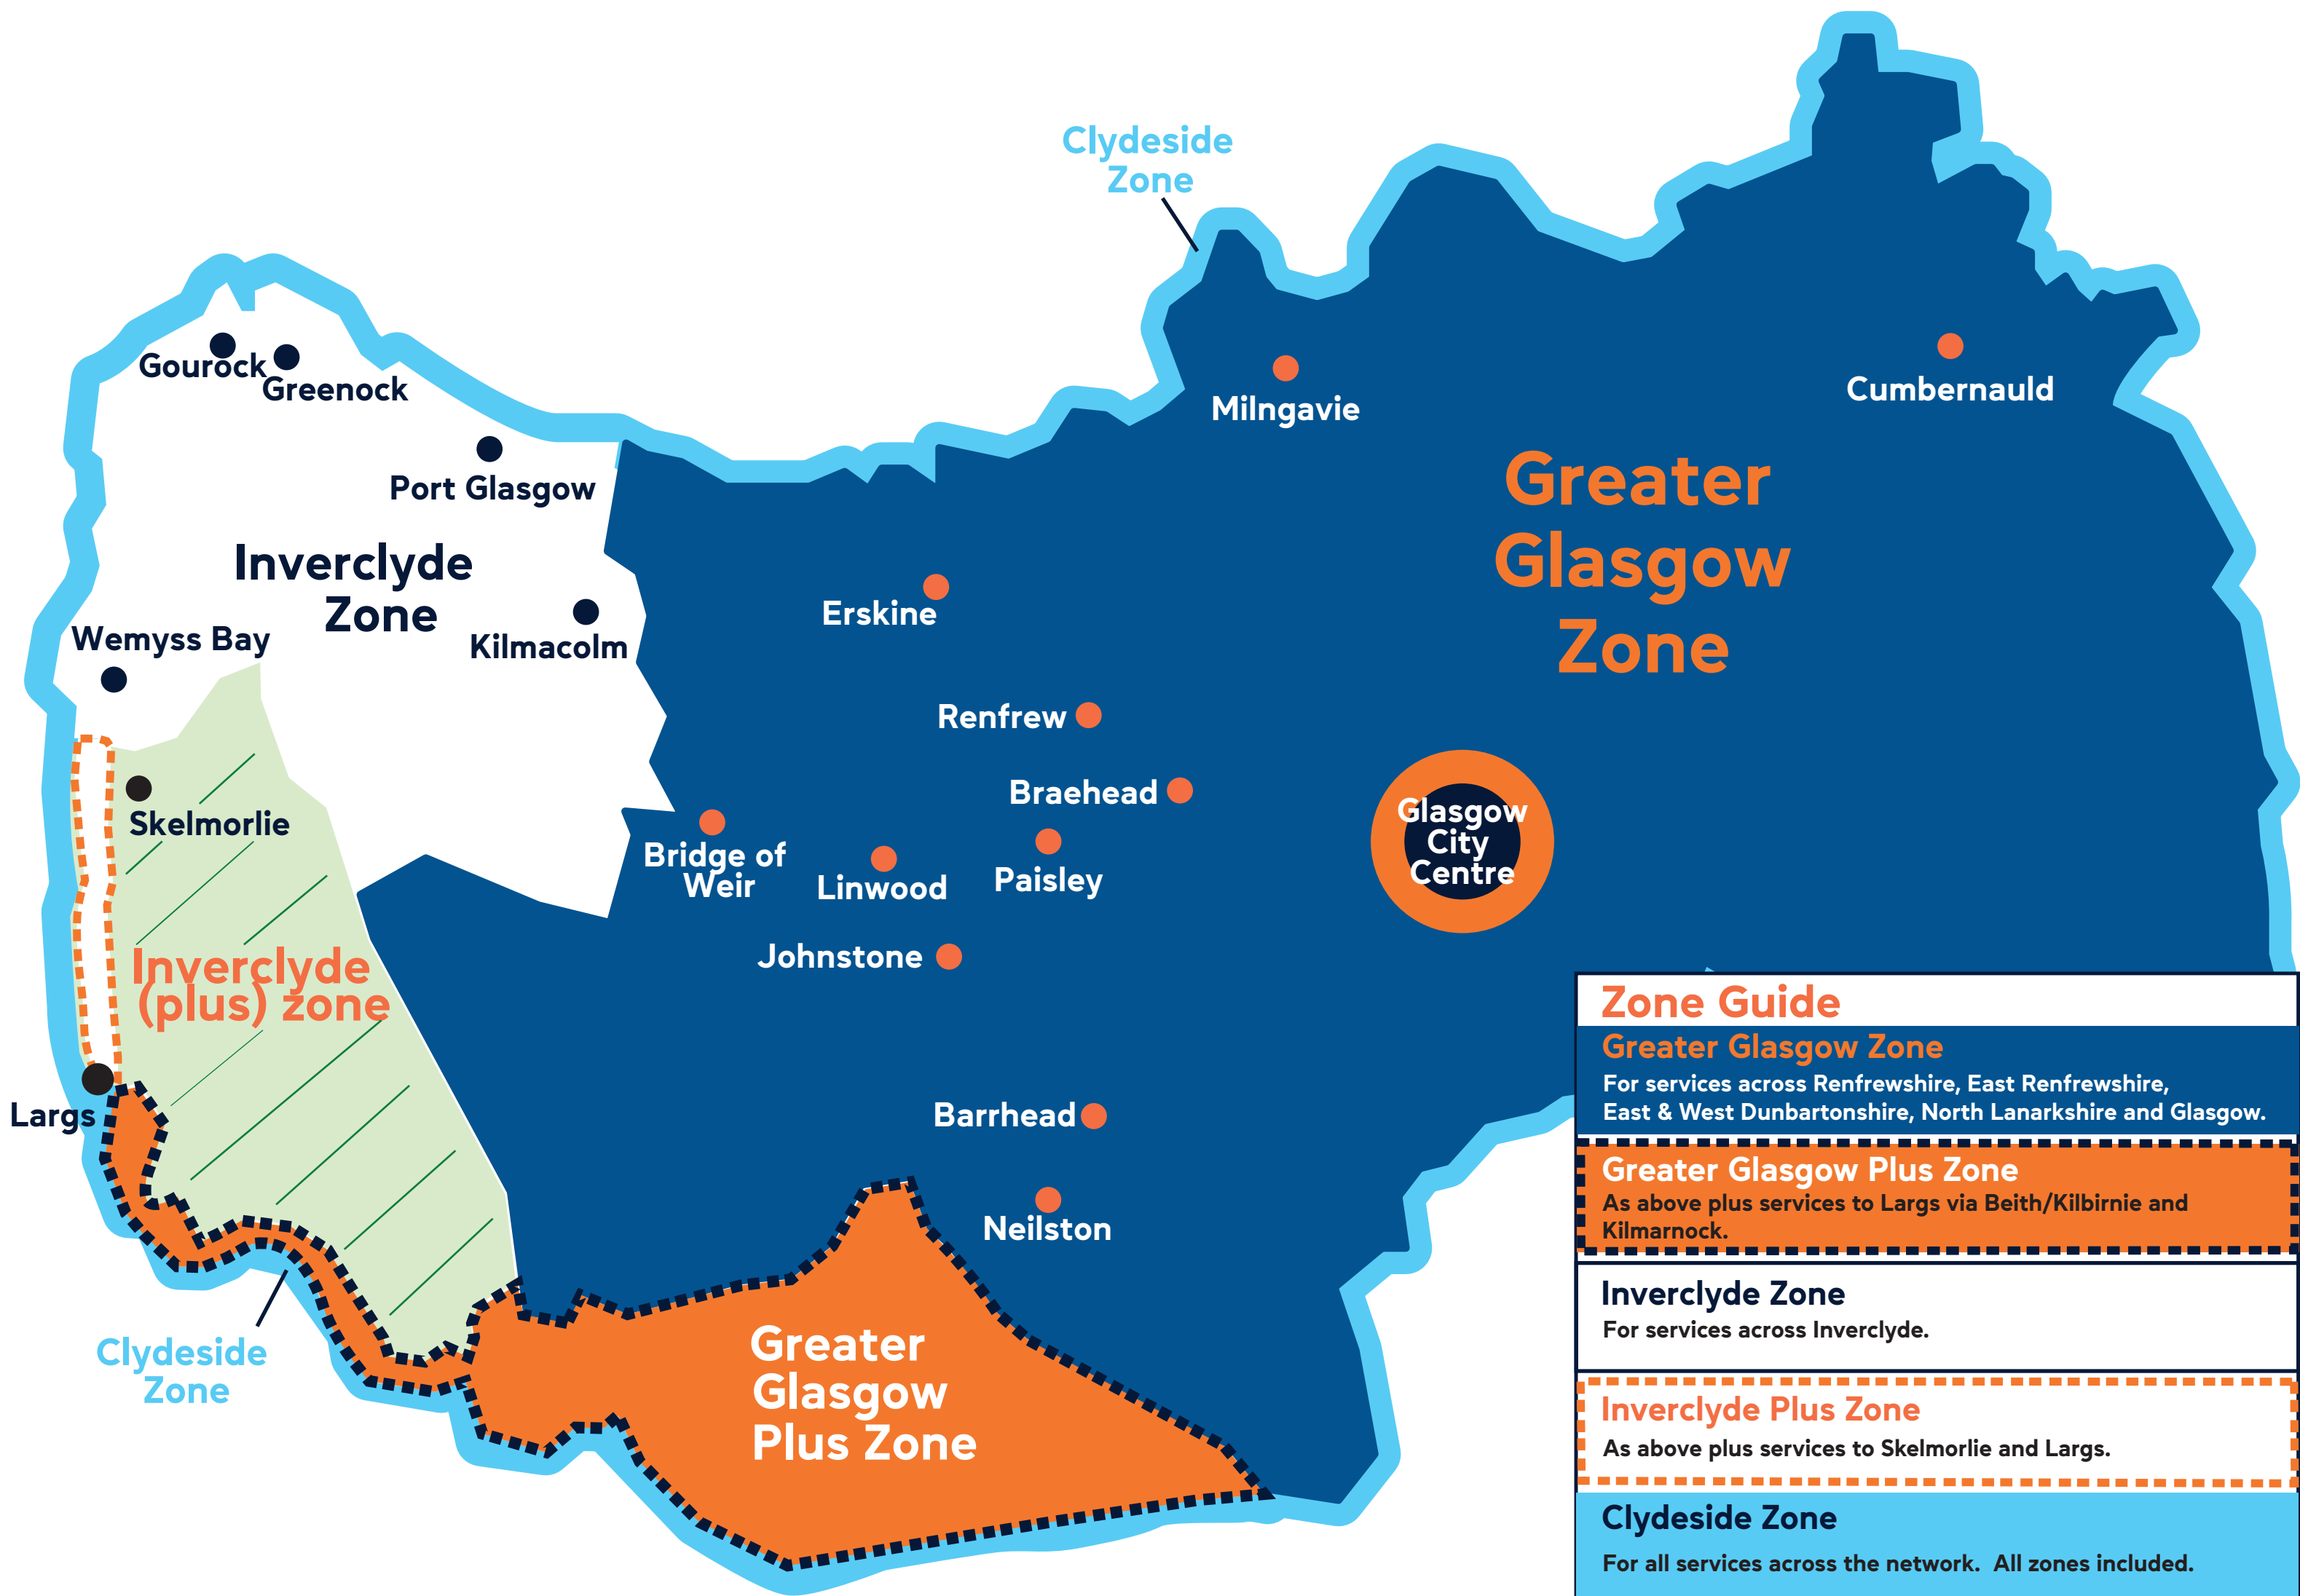 Clydeside
Zone
Gourock
Greenock
Milngavie
Cumbernauld
Port Glasgow
Greater
Glasgow
Zone
Inverclyde
Zone
Erskine
Wemyss Bay
Kilmacolm
Renfrew
Braehead
Skelmorlie
Glasgow
City
Centre
Bridge of
Weir
Linwood
Paisley
Johnstone
Inverclyde
(plus) zone
Largs
Barrhead
Neilston
Clydeside
Zone
Greater
Glasgow
Plus Zone
Zone Guide
Greater Glasgow Zone
For services across Renfrewshire, East Renfrewshire,
East & West Dunbartonshire, North Lanarkshire and Glasgow.
Greater Glasgow Plus Zone
As above plus services to Largs via Beith/Kilbirnie and
Kilmarnock.
Inverclyde Zone
For services across Inverclyde.
Inverclyde Plus Zone
As above plus services to Skelmorlie and Largs.
Clydeside Zone
For all services across the network. All zones included.